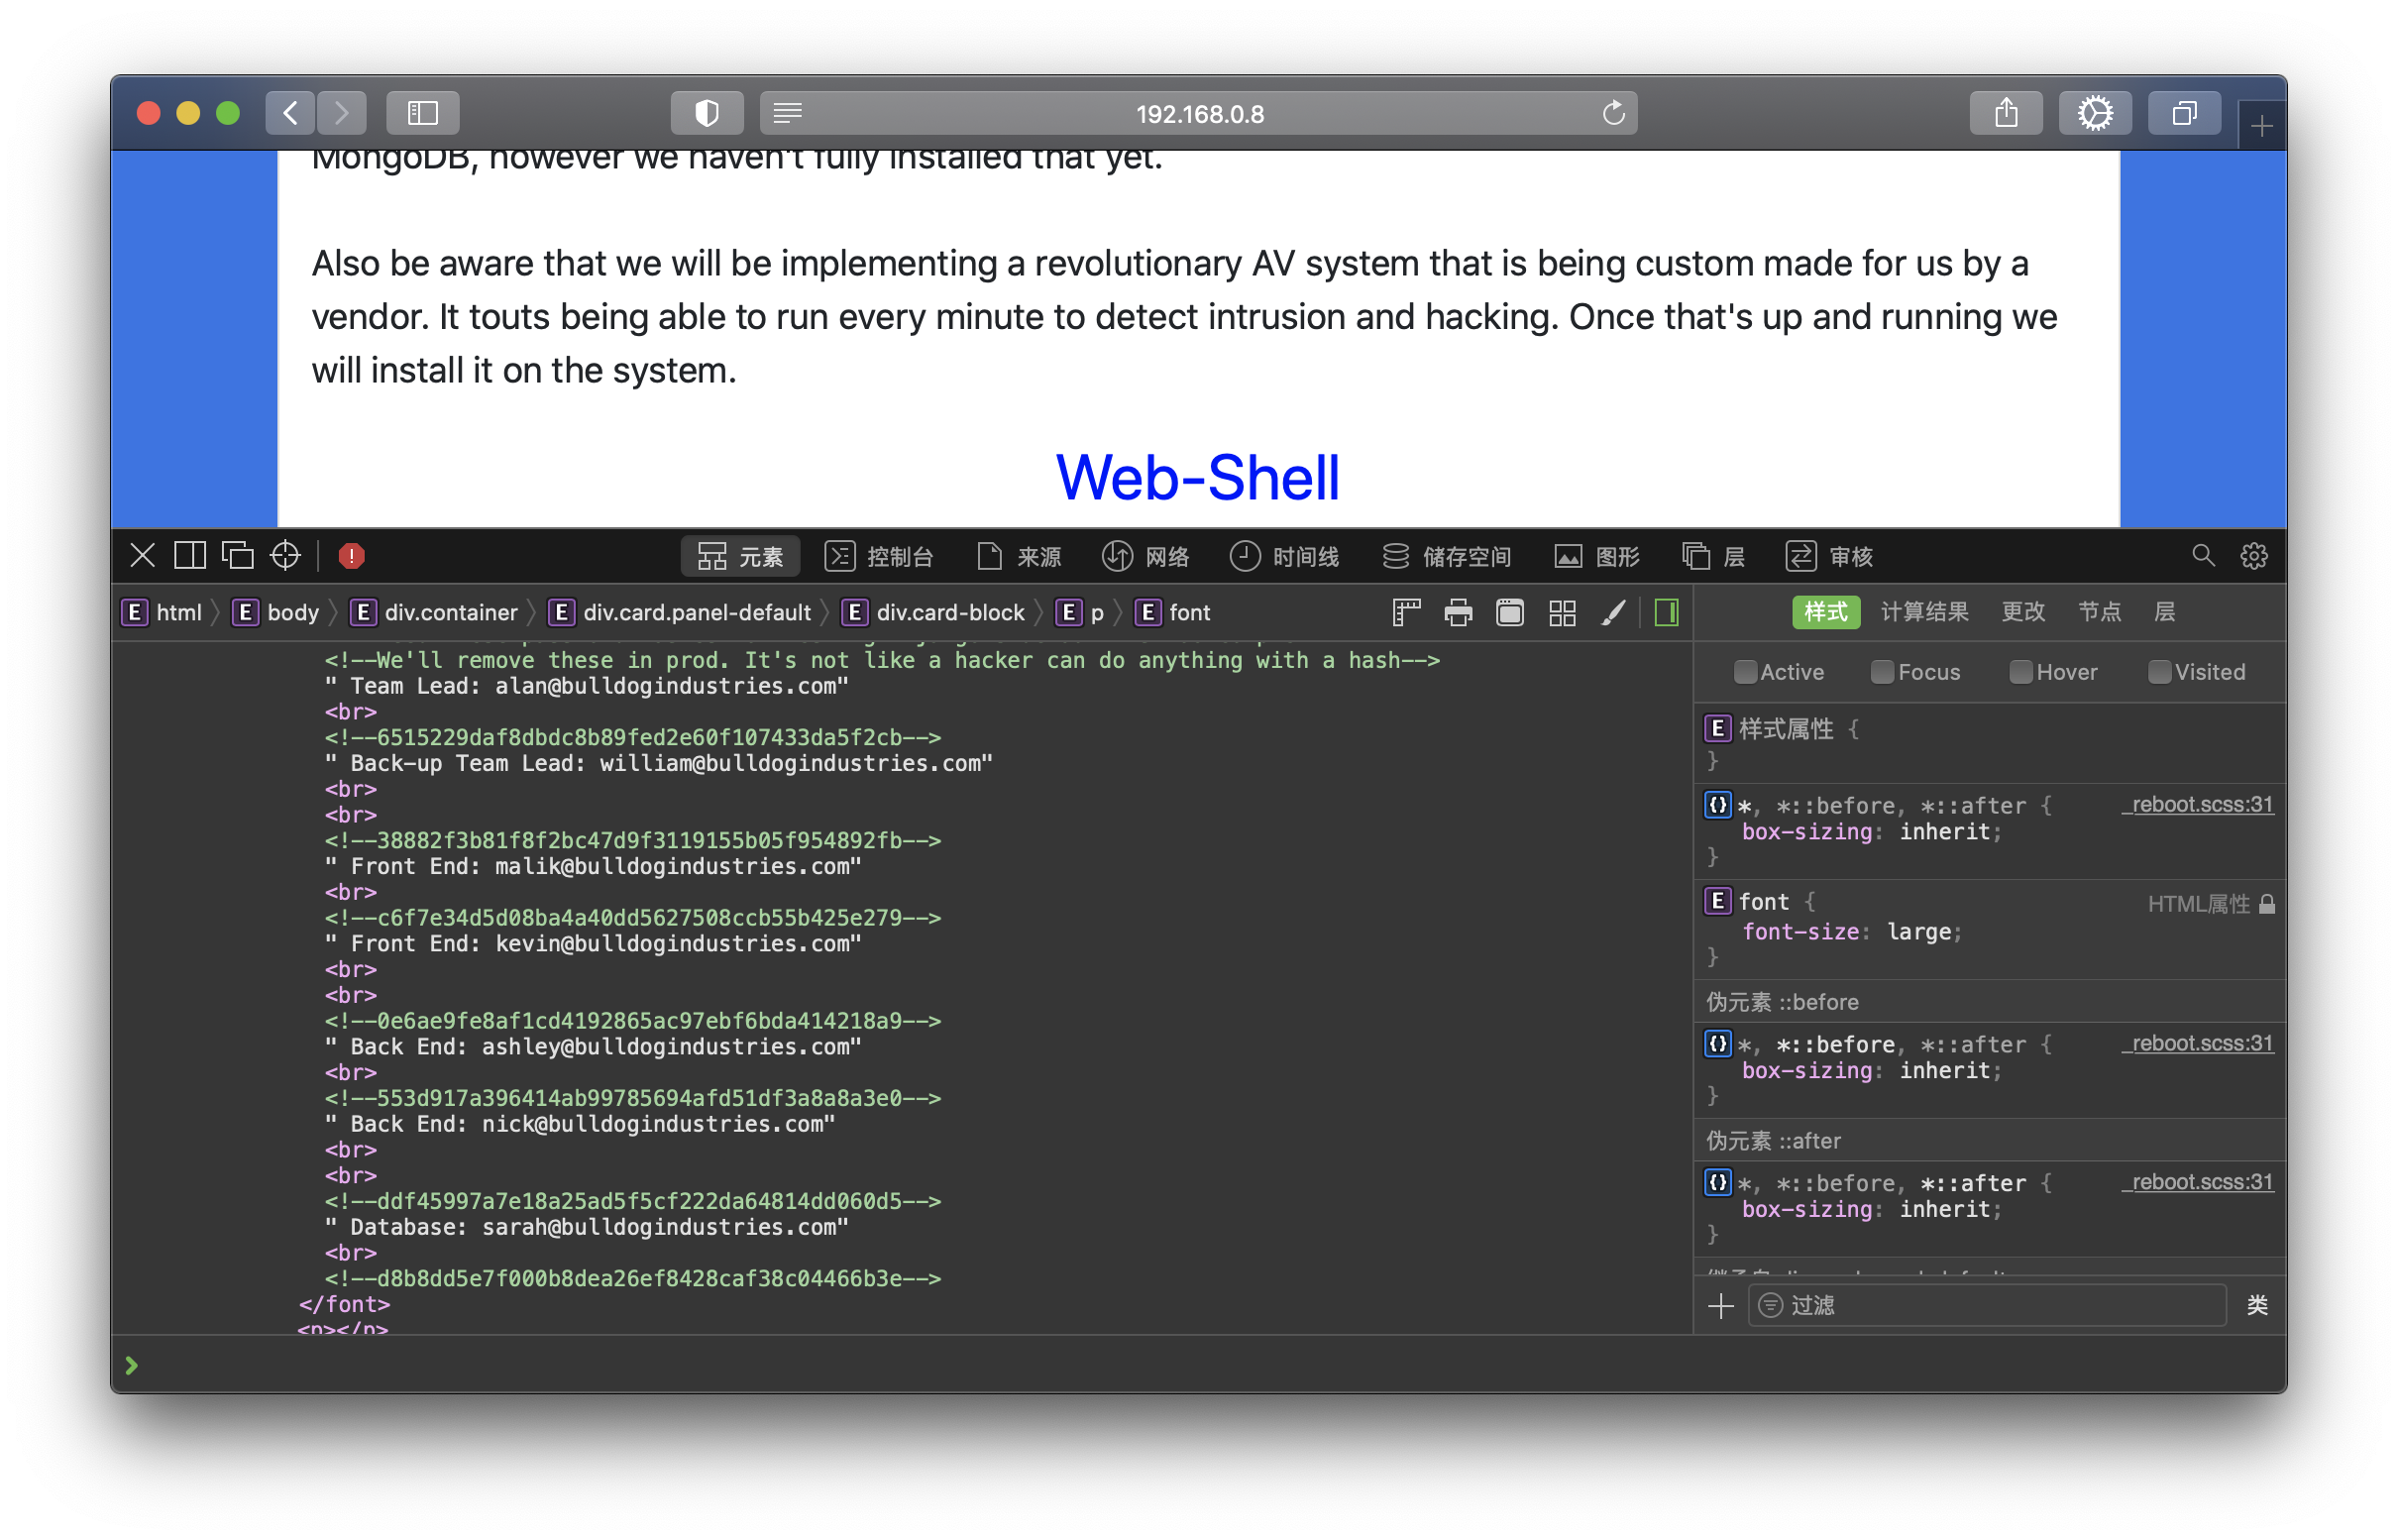 192.168.0.8
MongoDB, however we haven't fully installed that yet.
Also be aware that we will be implementing a revolutionary AV system that is being custom made for us by a
vendor. It touts being able to run every minute to detect intrusion and hacking. Once that's up and running we
will install it on the system.
Web-Shell
元素 控制台 来源 网络 时间线 储存空间 图形 层 审核
E html E body E div.container E div.card.panel-default E div.card-block E p E font
样式 计算结果 更改 节点 层
<!--We'll remove these in prod. It's not like a hacker can do anything with a hash-->
" Team Lead: alan@bulldogindustries.com"
<br>
<!--6515229daf8dbdc8b89fed2e60f107433da5f2cb-->
" Back-up Team Lead: william@bulldogindustries.com"
<br>
<br>
<!--38882f3b81f8f2bc47d9f3119155b05f954892fb-->
" Front End: malik@bulldogindustries.com"
<br>
<!--c6f7e34d5d08ba4a40dd5627508ccb55b425e279-->
" Front End: kevin@bulldogindustries.com"
<br>
<br>
<!--0e6ae9fe8af1cd4192865ac97ebf6bda414218a9-->
" Back End: ashley@bulldogindustries.com"
<br>
<!--553d917a396414ab99785694afd51df3a8a8a3e0-->
" Back End: nick@bulldogindustries.com"
<br>
<br>
<!--ddf45997a7e18a25ad5f5cf222da64814dd060d5-->
" Database: sarah@bulldogindustries.com"
<br>
<!--d8b8dd5e7f000b8dea26ef8428caf38c04466b3e-->
</font>
<p></p>
Active Focus Hover Visited
E 样式属性 {
}
{} *, *::before, *::after { _reboot.scss:31
box-sizing: inherit;
}
E font { HTML属性
font-size: large;
}
伪元素 ::before
{} *, *::before, *::after { _reboot.scss:31
box-sizing: inherit;
}
伪元素 ::after
{} *, *::before, *::after { _reboot.scss:31
box-sizing: inherit;
}
过滤 类